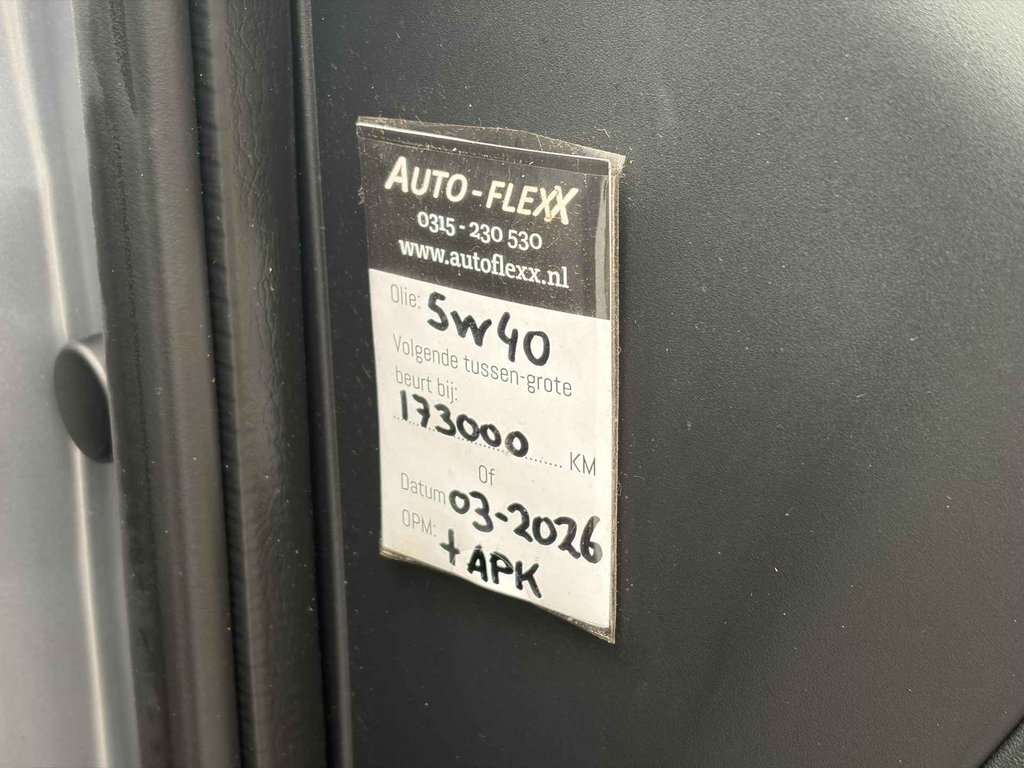 AUTO-FLEXX
0315 - 230 530
www.autoflexx.nl
Olie: 5w40
Volgende tussen-grote
beurt bij:
173000 KM
Of
Datum 03-2026
OPM: + APK